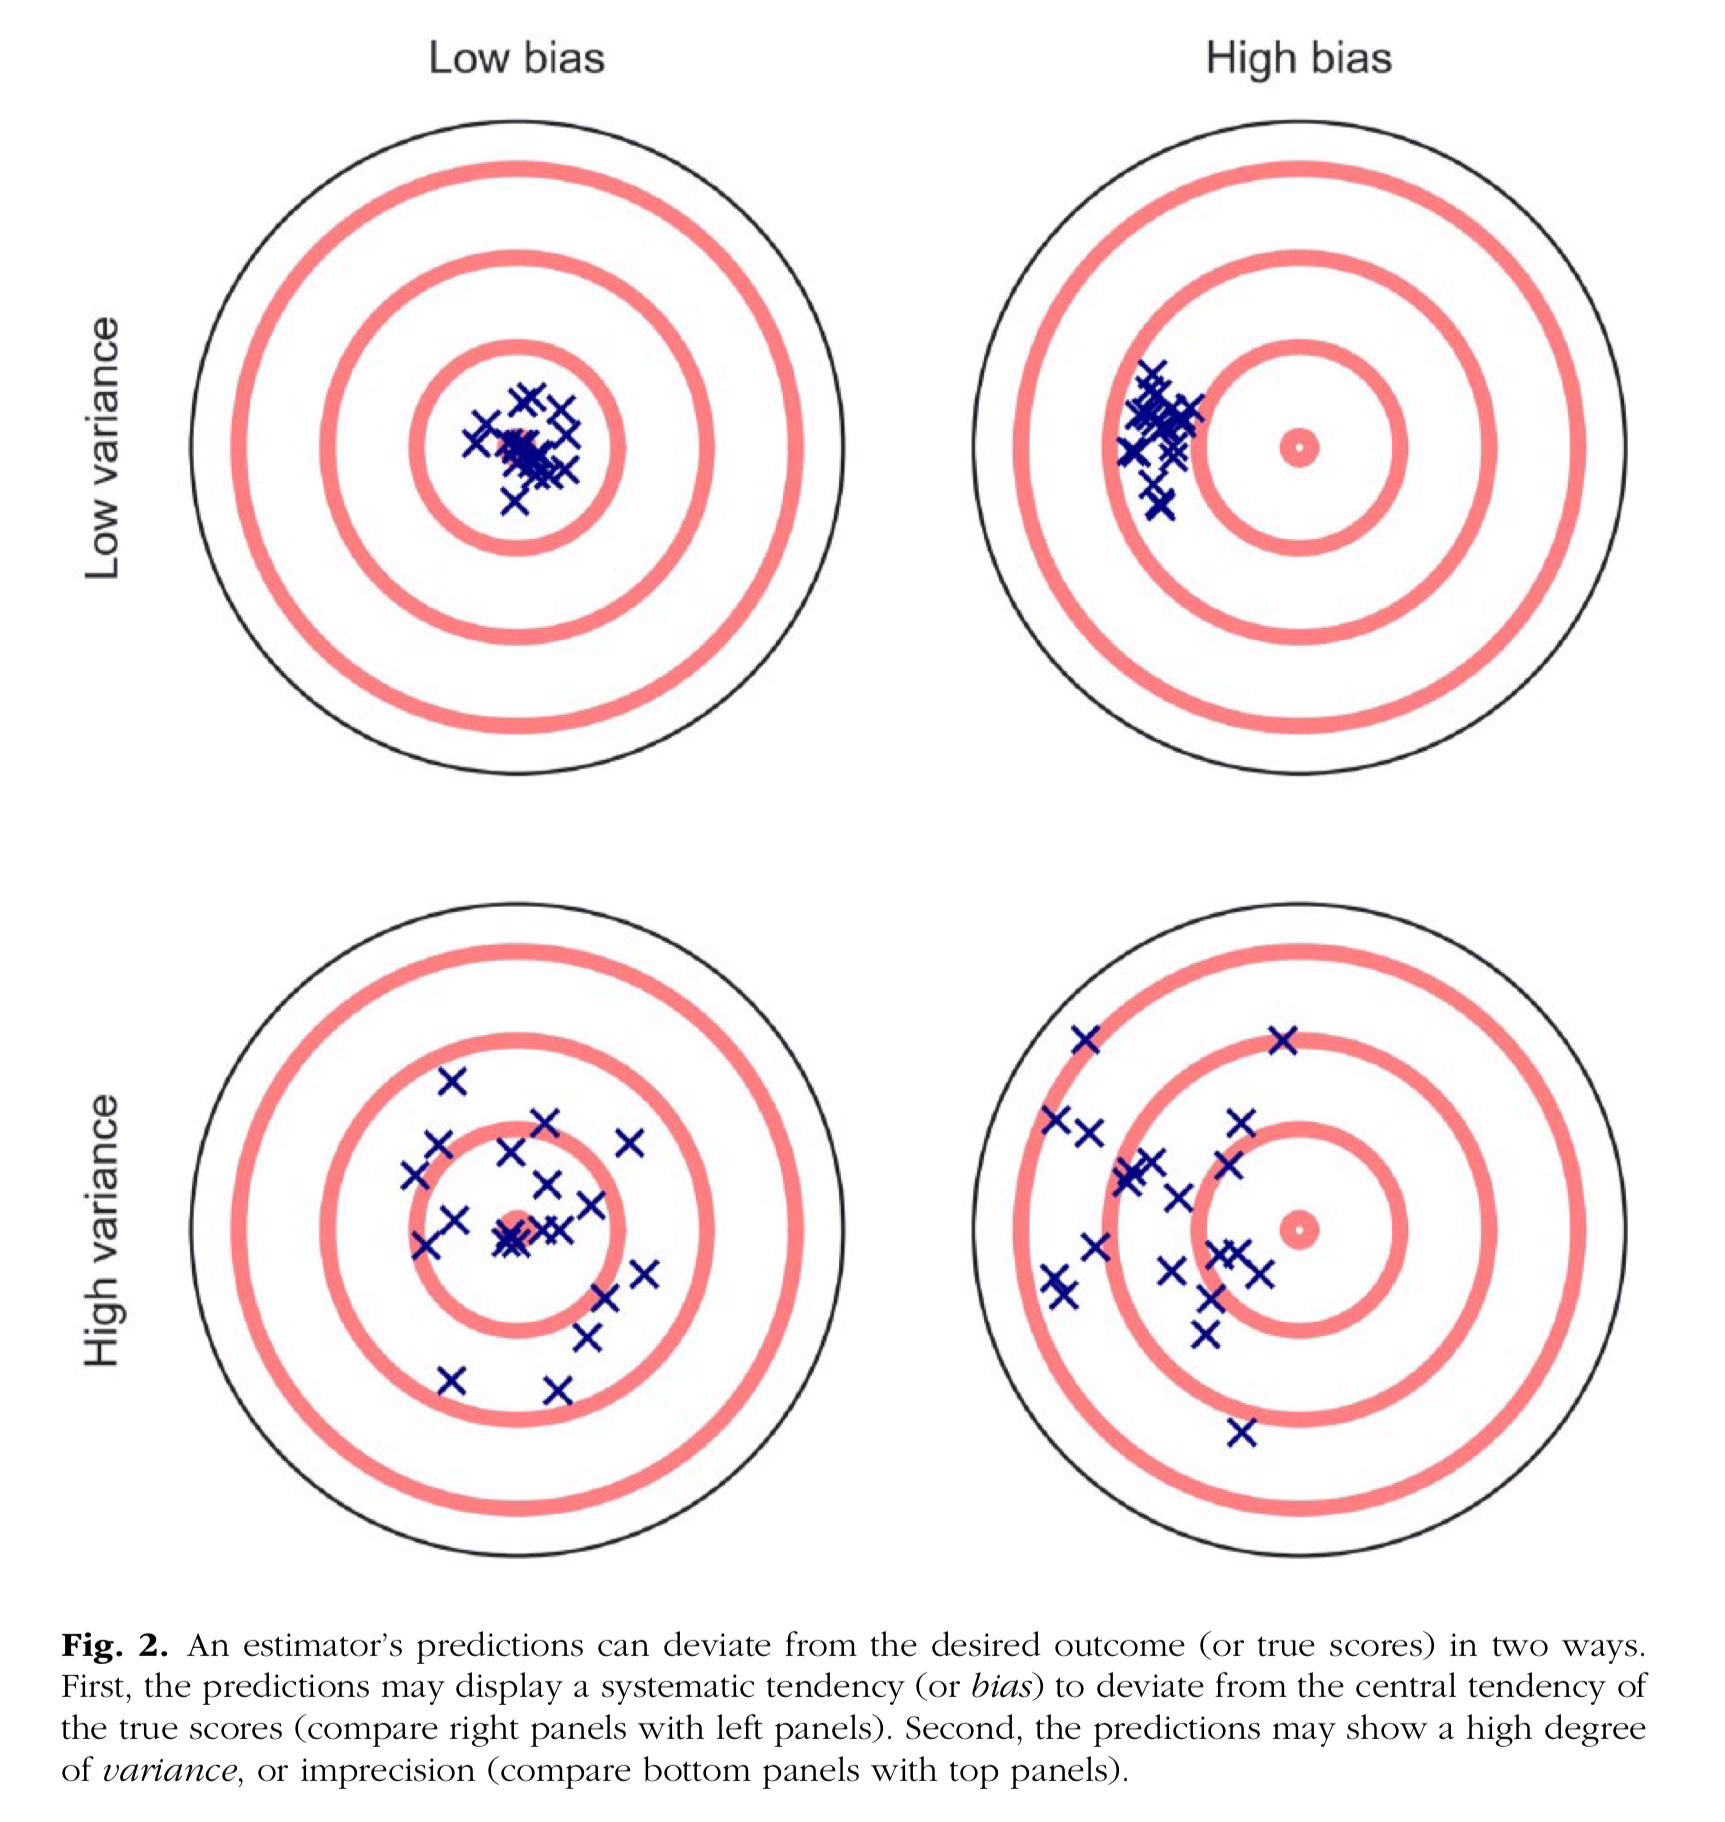 Low bias
High bias
Low variance
High variance
Fig. 2. An estimator’s predictions can deviate from the desired outcome (or true scores) in two ways.
First, the predictions may display a systematic tendency (or bias) to deviate from the central tendency of
the true scores (compare right panels with left panels). Second, the predictions may show a high degree
of variance, or imprecision (compare bottom panels with top panels).